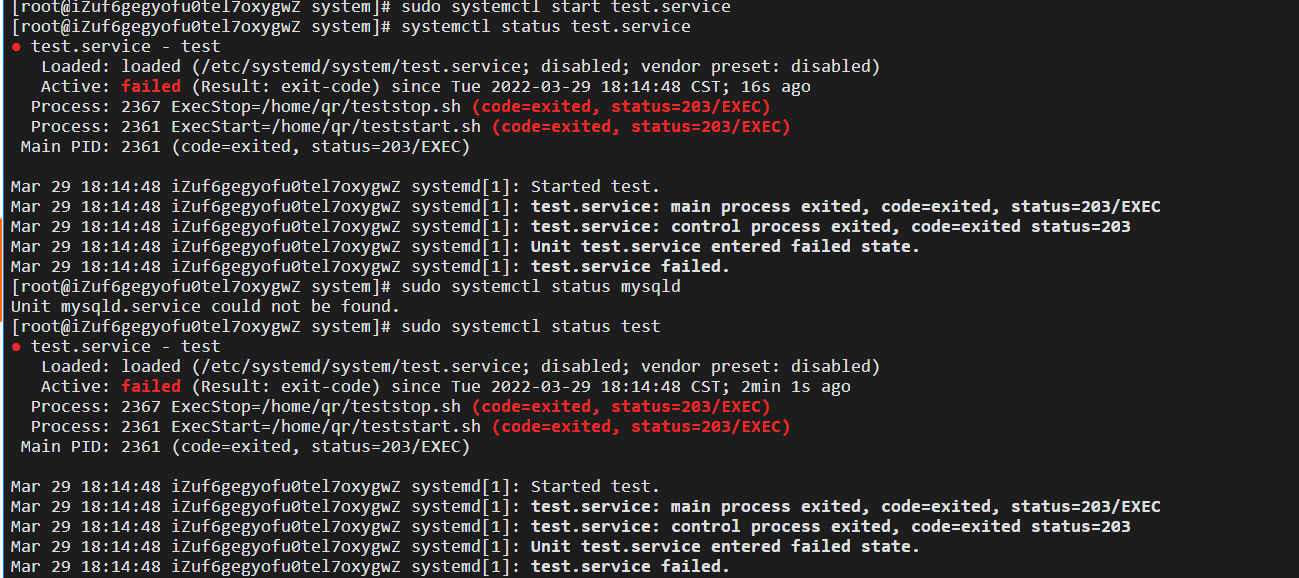 [root@iZuf6gegyofu0tel7oxygwZ system]# sudo systemctl start test.service
[root@iZuf6gegyofu0tel7oxygwZ system]# systemctl status test.service
● test.service - test
Loaded: loaded (/etc/systemd/system/test.service; disabled; vendor preset: disabled)
Active: failed (Result: exit-code) since Tue 2022-03-29 18:14:48 CST; 16s ago
Process: 2367 ExecStop=/home/qr/teststop.sh (code=exited, status=203/EXEC)
Process: 2361 ExecStart=/home/qr/teststart.sh (code=exited, status=203/EXEC)
Main PID: 2361 (code=exited, status=203/EXEC)
Mar 29 18:14:48 iZuf6gegyofu0tel7oxygwZ systemd[1]: Started test.
Mar 29 18:14:48 iZuf6gegyofu0tel7oxygwZ systemd[1]: test.service: main process exited, code=exited, status=203/EXEC
Mar 29 18:14:48 iZuf6gegyofu0tel7oxygwZ systemd[1]: test.service: control process exited, code=exited status=203
Mar 29 18:14:48 iZuf6gegyofu0tel7oxygwZ systemd[1]: Unit test.service entered failed state.
Mar 29 18:14:48 iZuf6gegyofu0tel7oxygwZ systemd[1]: test.service failed.
[root@iZuf6gegyofu0tel7oxygwZ system]# sudo systemctl status mysqld
Unit mysqld.service could not be found.
[root@iZuf6gegyofu0tel7oxygwZ system]# sudo systemctl status test
● test.service - test
Loaded: loaded (/etc/systemd/system/test.service; disabled; vendor preset: disabled)
Active: failed (Result: exit-code) since Tue 2022-03-29 18:14:48 CST; 2min 1s ago
Process: 2367 ExecStop=/home/qr/teststop.sh (code=exited, status=203/EXEC)
Process: 2361 ExecStart=/home/qr/teststart.sh (code=exited, status=203/EXEC)
Main PID: 2361 (code=exited, status=203/EXEC)
Mar 29 18:14:48 iZuf6gegyofu0tel7oxygwZ systemd[1]: Started test.
Mar 29 18:14:48 iZuf6gegyofu0tel7oxygwZ systemd[1]: test.service: main process exited, code=exited, status=203/EXEC
Mar 29 18:14:48 iZuf6gegyofu0tel7oxygwZ systemd[1]: test.service: control process exited, code=exited status=203
Mar 29 18:14:48 iZuf6gegyofu0tel7oxygwZ systemd[1]: Unit test.service entered failed state.
Mar 29 18:14:48 iZuf6gegyofu0tel7oxygwZ systemd[1]: test.service failed.